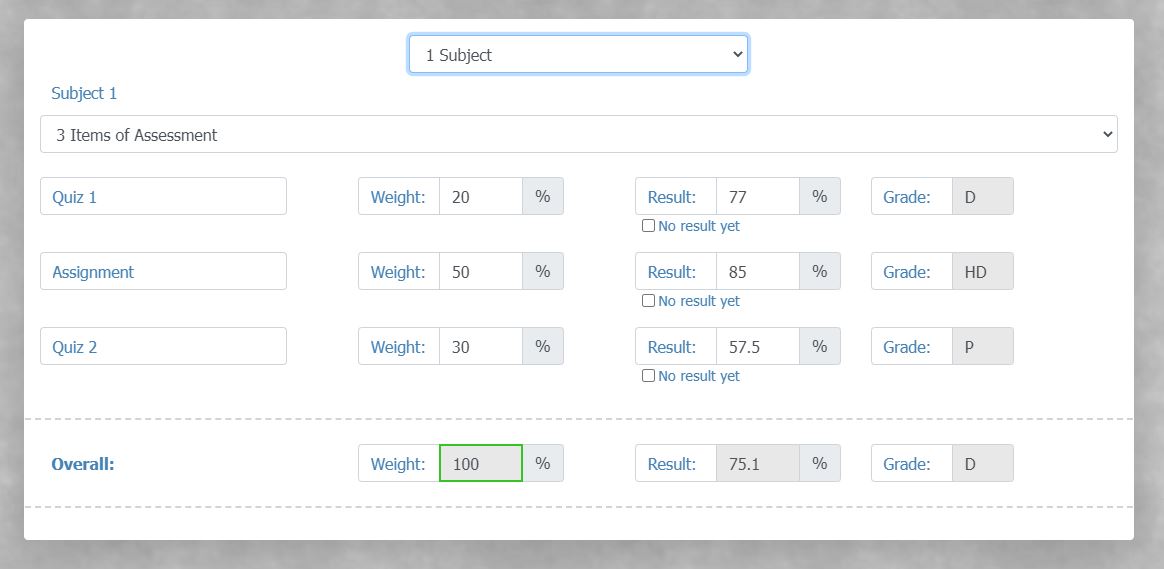 1 Subject
Subject 1
3 Items of Assessment
Quiz 1 Weight: 20 % Result: 77 % Grade: D
No result yet
Assignment Weight: 50 % Result: 85 % Grade: HD
No result yet
Quiz 2 Weight: 30 % Result: 57.5 % Grade: P
No result yet
Overall: Weight: 100 % Result: 75.1 % Grade: D